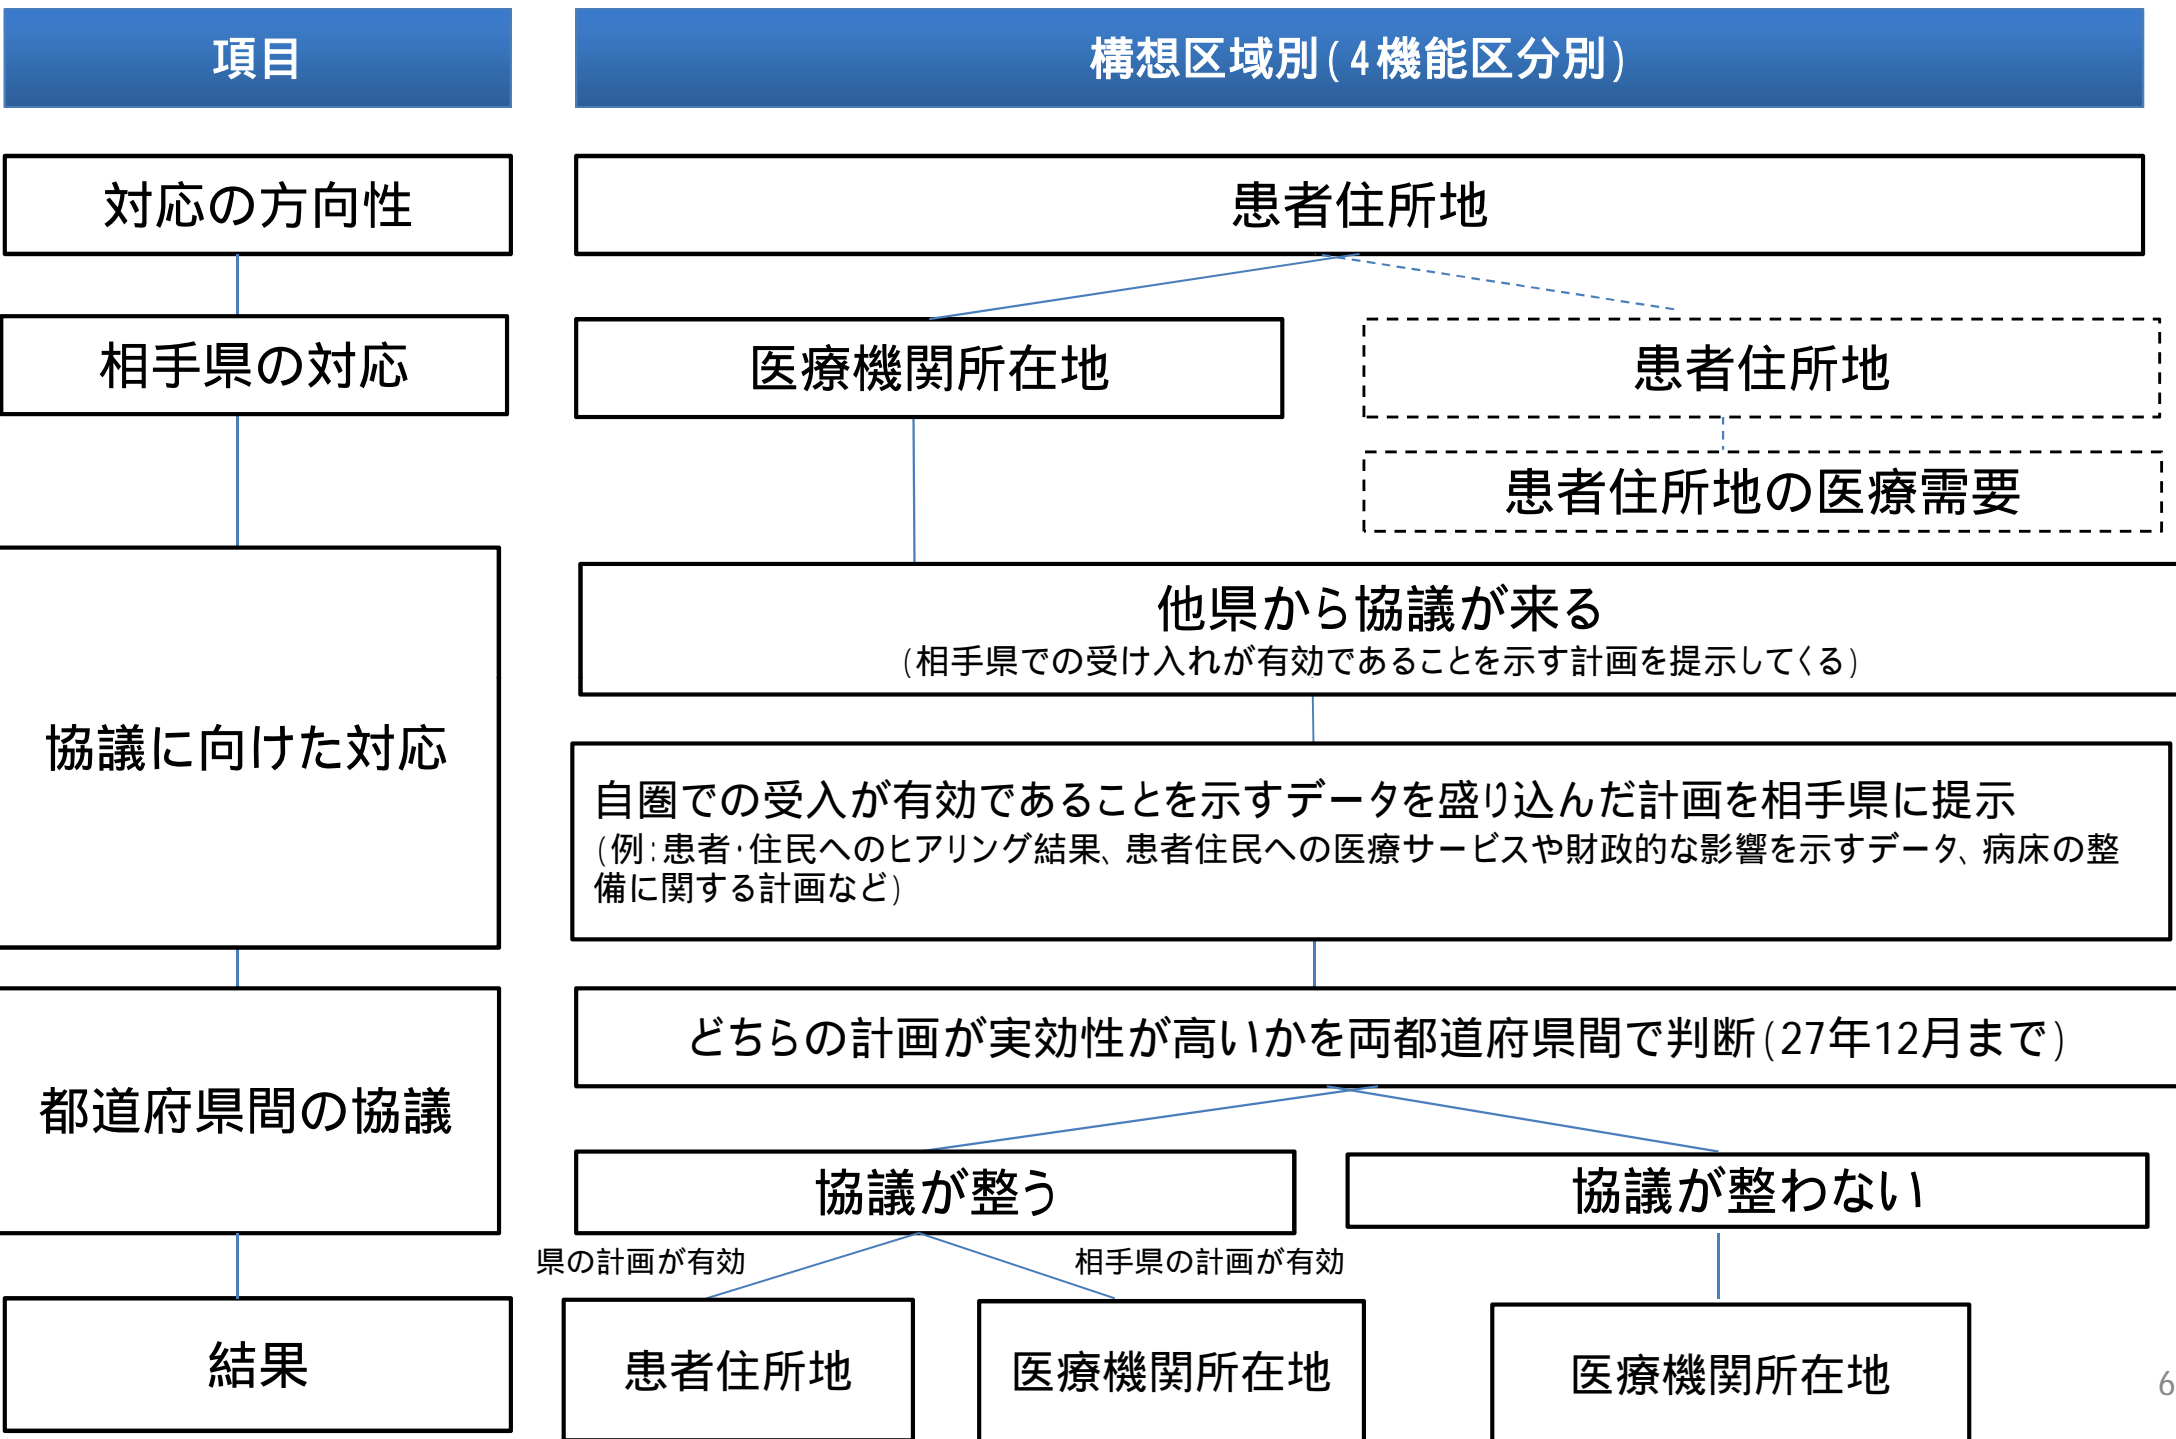 項目
構想区域別(4機能区分別)
対応の方向性
患者住所地
相手県の対応
医療機関所在地
患者住所地
患者住所地の医療需要
協議に向けた対応
他県から協議が来る
(相手県での受け入れが有効であることを示す計画を提示してくる)
自圏での受入が有効であることを示すデータを盛り込んだ計画を相手県に提示
(例:患者・住民へのヒアリング結果、患者住民への医療サービスや財政的な影響を示すデータ、病床の整
備に関する計画など)
都道府県間の協議
どちらの計画が実効性が高いかを両都道府県間で判断(27年12月まで)
協議が整う
協議が整わない
県の計画が有効
相手県の計画が有効
結果
患者住所地
医療機関所在地
医療機関所在地
6